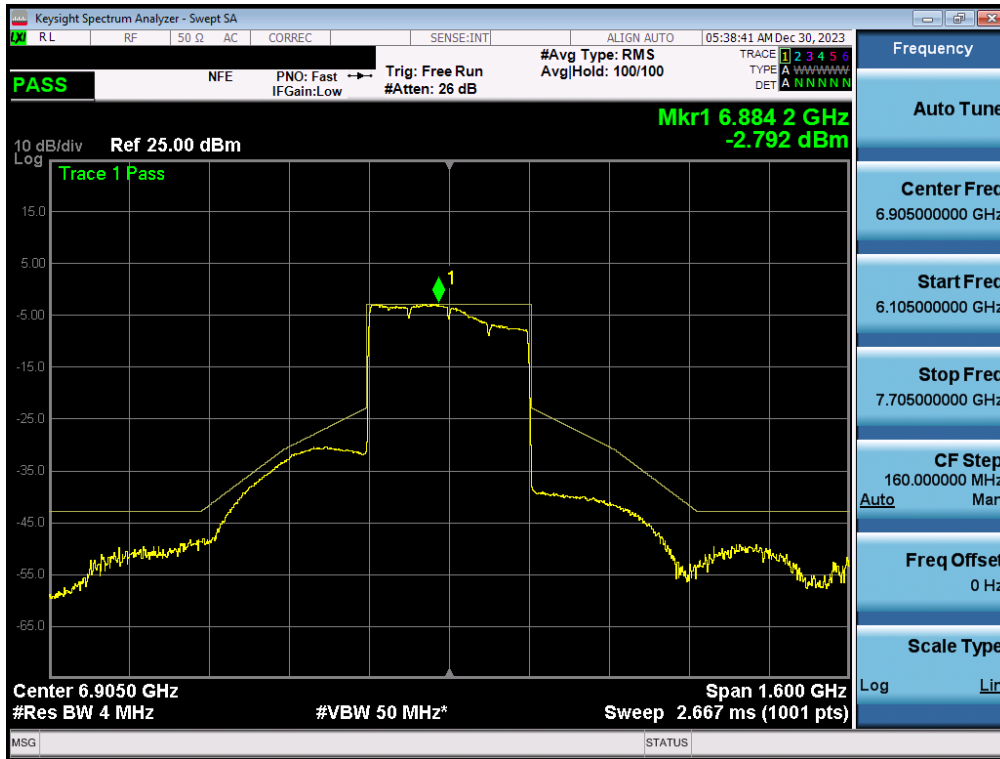 Keysight Spectrum Analyzer - Swept SA
LXI RL RF 50 Ω AC CORREC SENSE:INT ALIGN AUTO 05:38:41 AM Dec 30, 2023
PASS
NFE
PNO: Fast
IFGain:Low
Trig: Free Run
#Atten: 26 dB
#Avg Type: RMS
Avg|Hold: 100/100
TRACE 1 2 3 4 5 6
TYPE A WWWWW
DET A N N N N N
Mkr1 6.884 2 GHz
-2.792 dBm
10 dB/div
Log
Ref 25.00 dBm
Trace 1 Pass
15.0
5.00
-5.00
-15.0
-25.0
-35.0
-45.0
-55.0
-65.0
1
Center 6.9050 GHz
Span 1.600 GHz
#Res BW 4 MHz
#VBW 50 MHz*
Sweep 2.667 ms (1001 pts)
MSG
STATUS
Frequency
Auto Tune
Center Freq
6.905000000 GHz
Start Freq
6.105000000 GHz
Stop Freq
7.705000000 GHz
CF Step
160.000000 MHz
Auto Man
Freq Offset
0 Hz
Scale Type
Log Lin